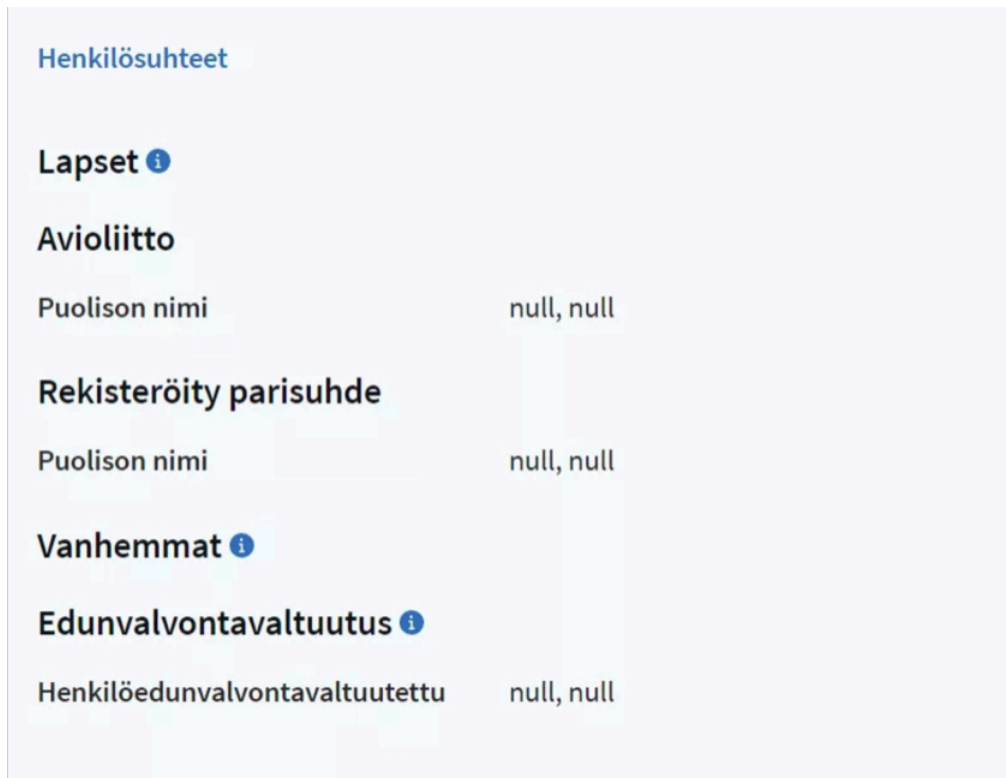 Henkilösuhteet
Lapset
Avioliitto
Puolison nimi null, null
Rekisteröity parisuhde
Puolison nimi null, null
Vanhemmat
Edunvalvontavaltuutus
Henkilöedunvalvontavaltuutettu null, null